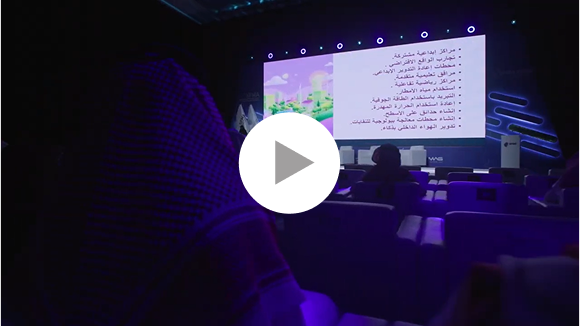 • مراكز إبداعية مشتركة.
• تجارب الواقع الافتراضي.
• محطات إعادة التدوير الإبداعي.
• مرافق تعليمية متقدمة.
• مراكز رياضية تفاعلية.
• استخدام مياه الأمطار.
• التبريد باستخدام الطاقة الجوفية.
• إعادة استخدام الحرارة المهدرة.
• إنشاء حدائق على الأسطح.
• إنشاء محطات معالجة بيولوجية للنفايات.
• تدوير الهواء الداخلي بذكاء.